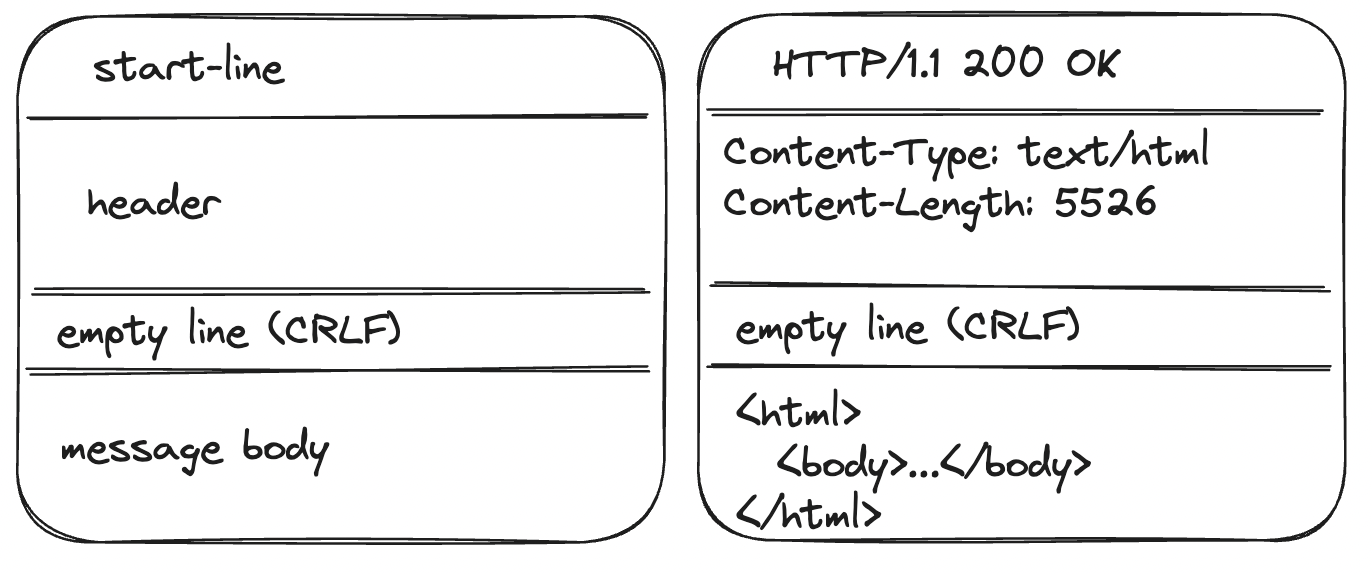 start-line
header
empty line (CRLF)
message body
HTTP/1.1 200 OK
Content-Type: text/html
Content-Length: 5526
empty line (CRLF)
<html>
<body>...</body>
</html>